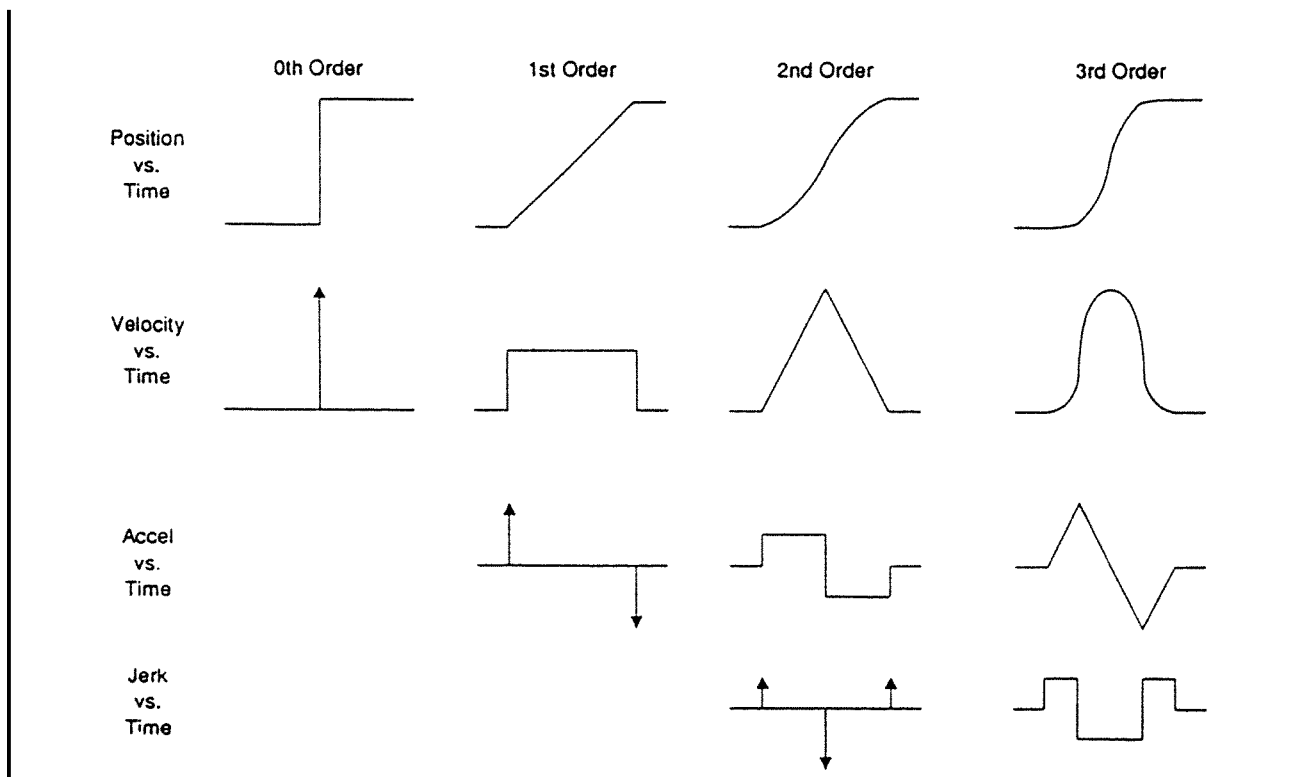 0th Order
1st Order
2nd Order
3rd Order
Position
vs.
Time
Velocity
vs.
Time
Accel
vs.
Time
Jerk
vs.
Time